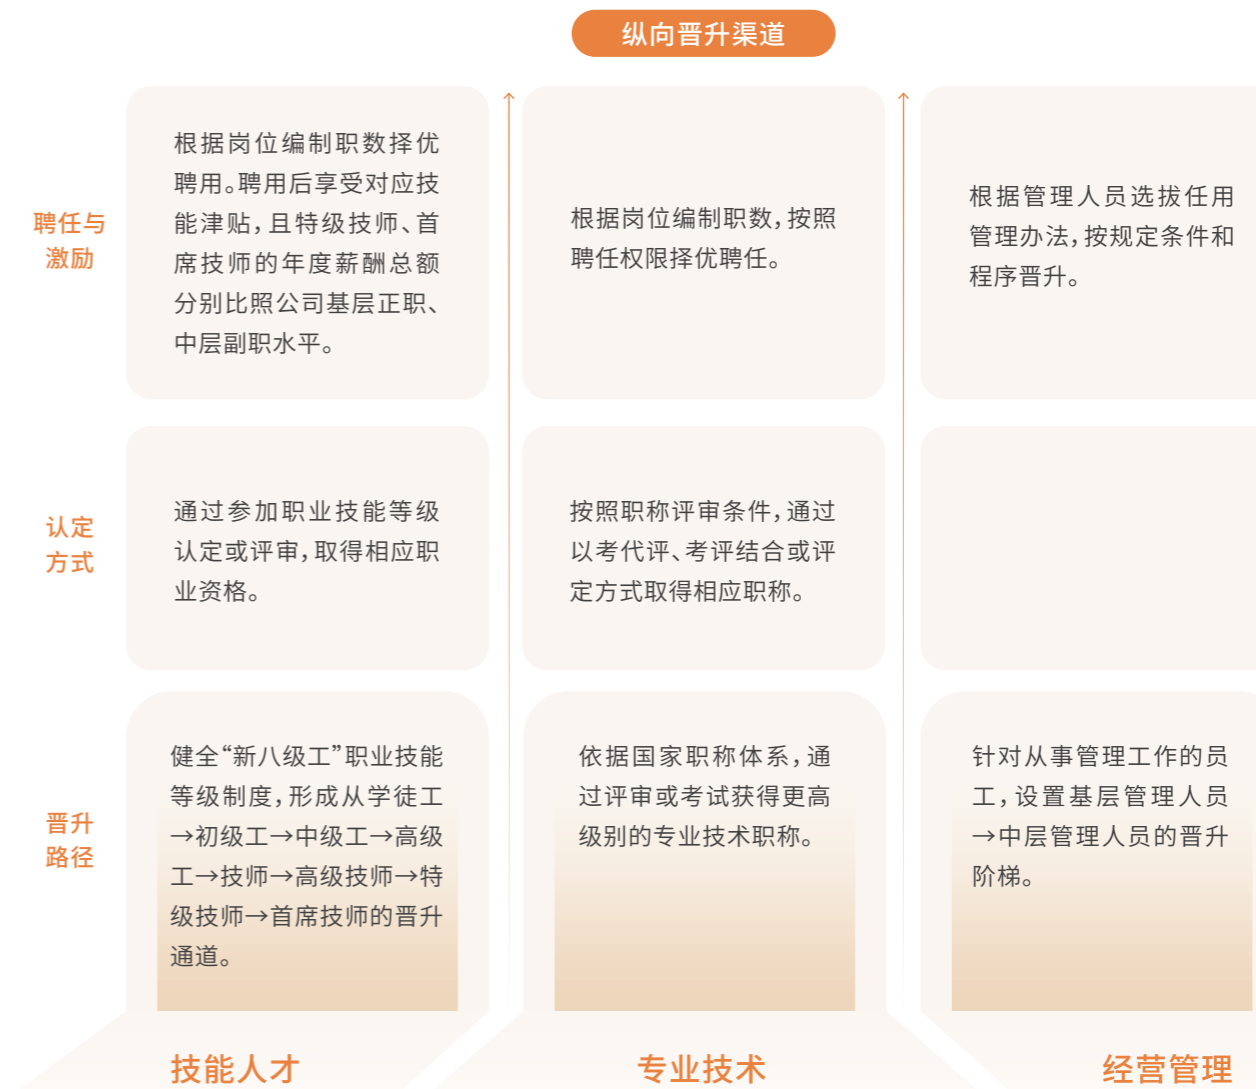 纵向晋升渠道
聘任与
激励
根据岗位编制职数择优
聘用。聘用后享受对应技
能津贴，且特级技师、首
席技师的年度薪酬总额
分别比照公司基层正职、
中层副职水平。
根据岗位编制职数，按照
聘任权限择优聘任。
根据管理人员选拔任用
管理办法，按规定条件和
程序晋升。
认定
方式
通过参加职业技能等级
认定或评审，取得相应职
业资格。
按照职称评审条件，通过
以考代评、考评结合或评
定方式取得相应职称。
晋升
路径
健全“新八级工”职业技能
等级制度，形成从学徒工
→初级工→中级工→高级
工→技师→高级技师→特
级技师→首席技师的晋升
通道。
依据国家职称体系，通
过评审或考试获得更高
级别的专业技术职称。
针对从事管理工作的员
工，设置基层管理人员
→中层管理人员的晋升
阶梯。
技能人才
专业技术
经营管理